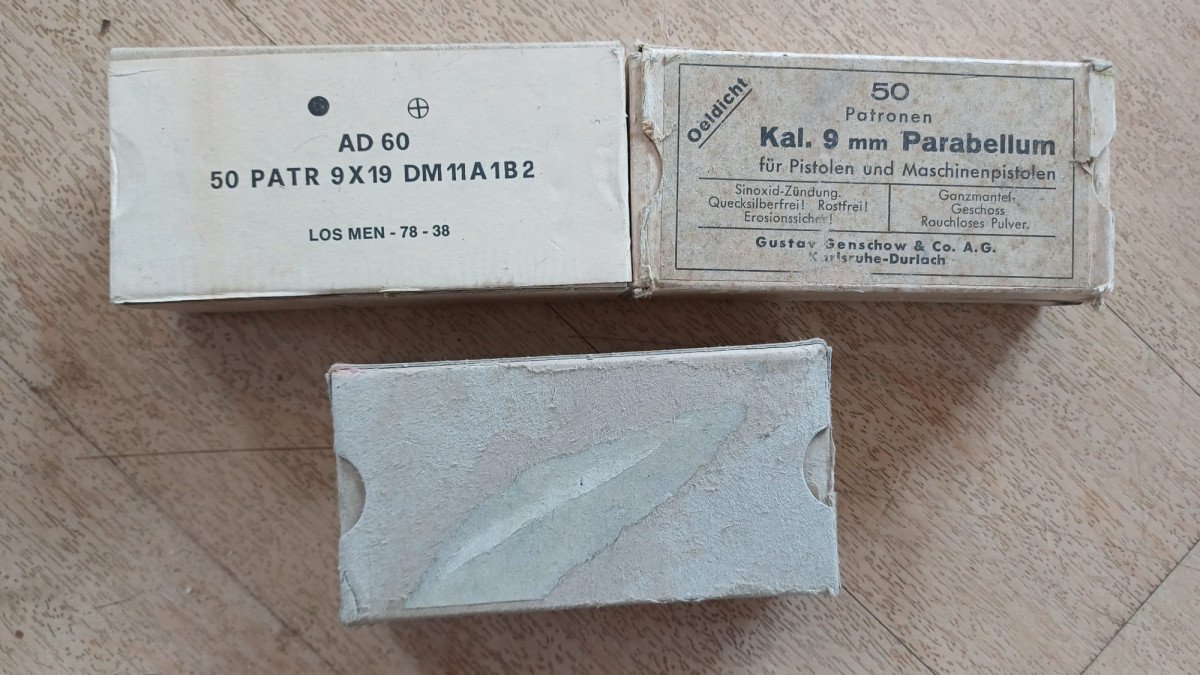 AD 60
50 PATR 9X19 DM11A1B2
LOS MEN - 78 - 38
Oeldicht
50
Patronen
Kal. 9 mm Parabellum
für Pistolen und Maschinenpistolen
Sinoxid-Zündung.
Quecksilberfrei! Rostfrei!
Erosionssicher!
Ganzmantel-
Geschoss
Rauchloses Pulver.
Gustav Genschow & Co. A.G.
Karlsruhe-Durlach